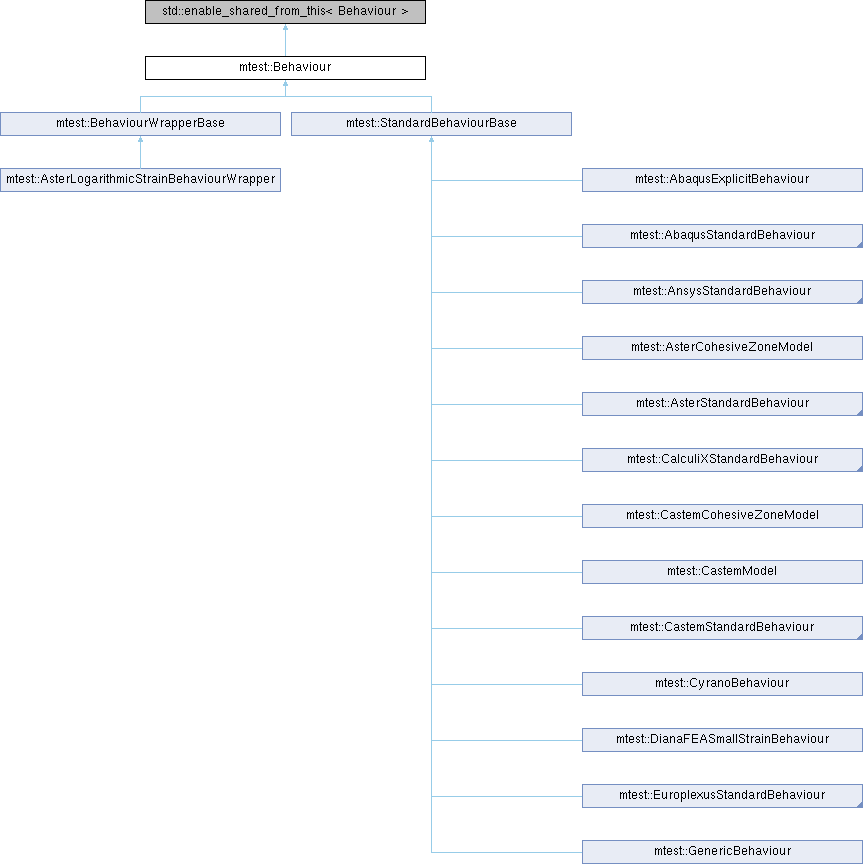 std::enable_shared_from_this< Behaviour >
mtest::Behaviour
mtest::BehaviourWrapperBase
mtest::StandardBehaviourBase
mtest::AsterLogarithmicStrainBehaviourWrapper
mtest::AbaqusExplicitBehaviour
mtest::AbaqusStandardBehaviour
mtest::AnsysStandardBehaviour
mtest::AsterCohesiveZoneModel
mtest::AsterStandardBehaviour
mtest::CalculiXStandardBehaviour
mtest::CastemCohesiveZoneModel
mtest::CastemModel
mtest::CastemStandardBehaviour
mtest::CyranoBehaviour
mtest::DianaFEASmallStrainBehaviour
mtest::EuroplexusStandardBehaviour
mtest::GenericBehaviour